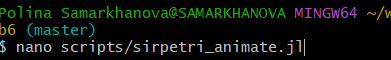 Polina Samarkhanova@SAMARKHANOVA MINGW64 ~/w
b6 (master)
$ nano scripts/sirpetri_animate.jl